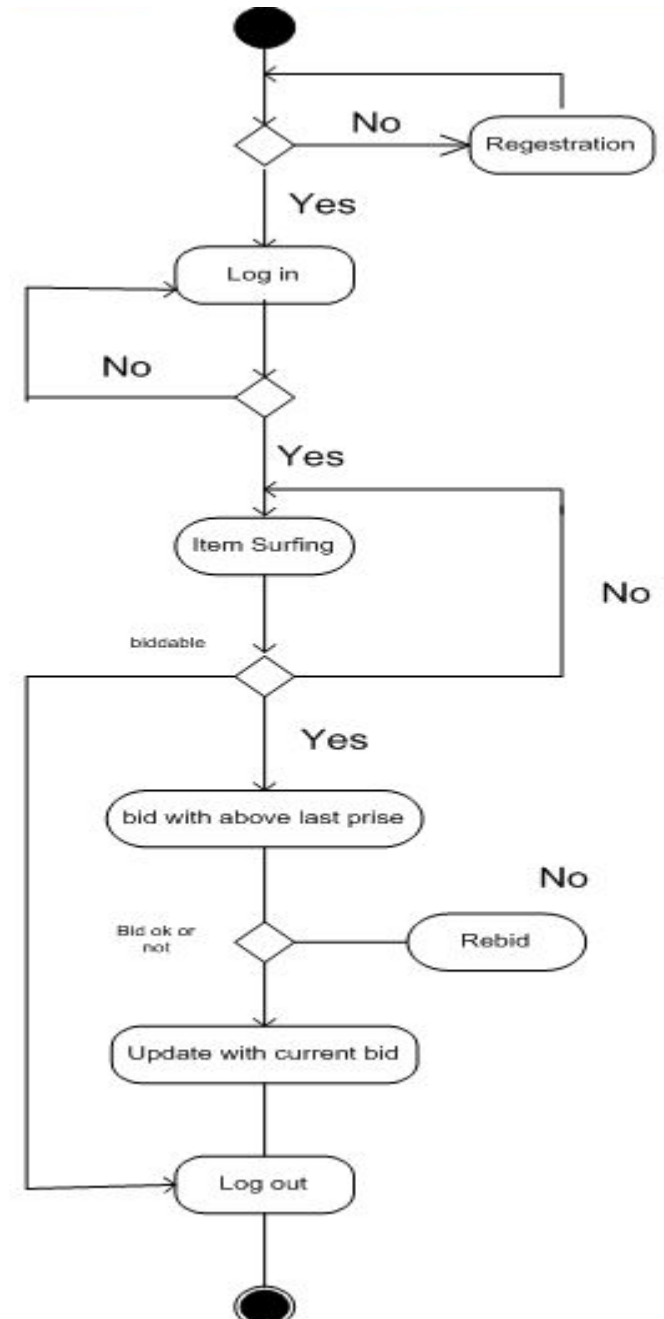 No
Regestration
Yes
Log in
No
Yes
Item Surfing
No
biddable
Yes
bid with above last prise
No
Bid ok or
not
Rebid
Update with current bid
Log out